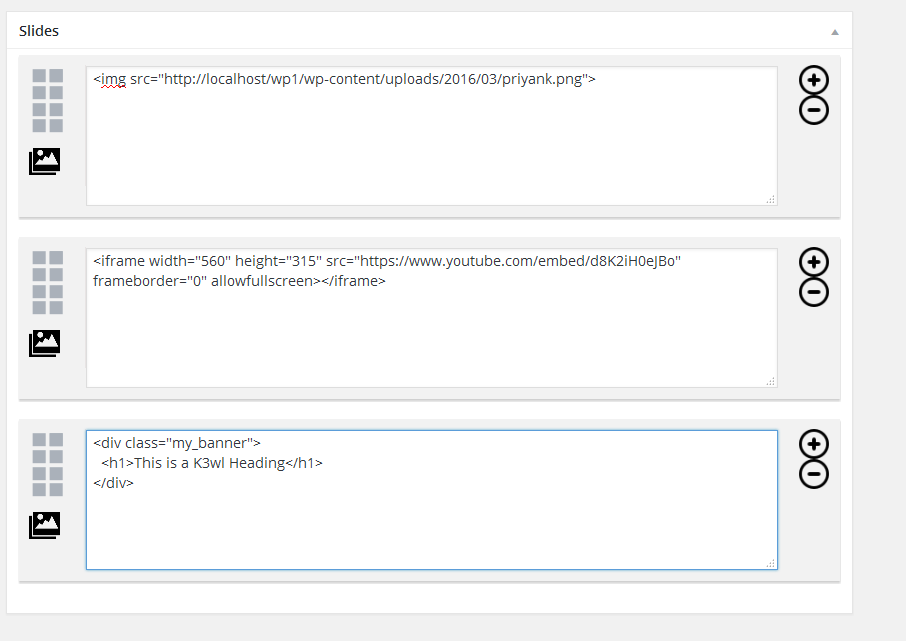 Slides
<img src="http://localhost/wp1/wp-content/uploads/2016/03/priyank.png">
<iframe width="560" height="315" src="https://www.youtube.com/embed/d8K2iH0eJBo"
frameborder="0" allowfullscreen></iframe>
<div class="my_banner">
  <h1>This is a K3wl Heading</h1>
</div>